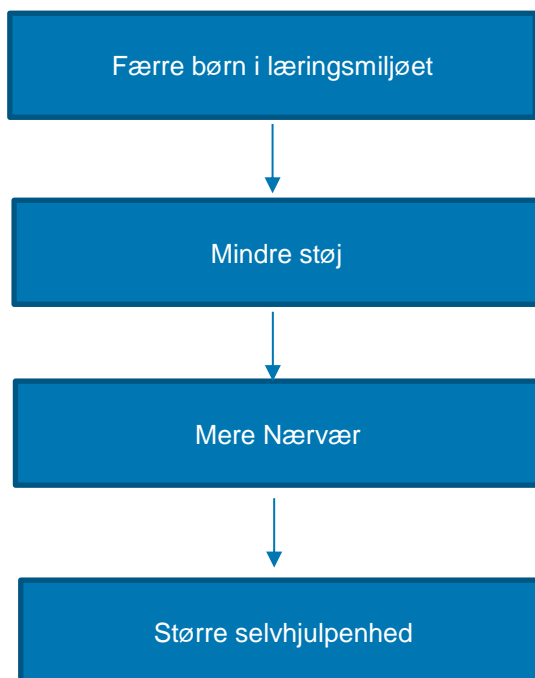 Færre børn i læringsmiljøet
Mindre støj
Mere Nærvær
Større selvhjulpenhed